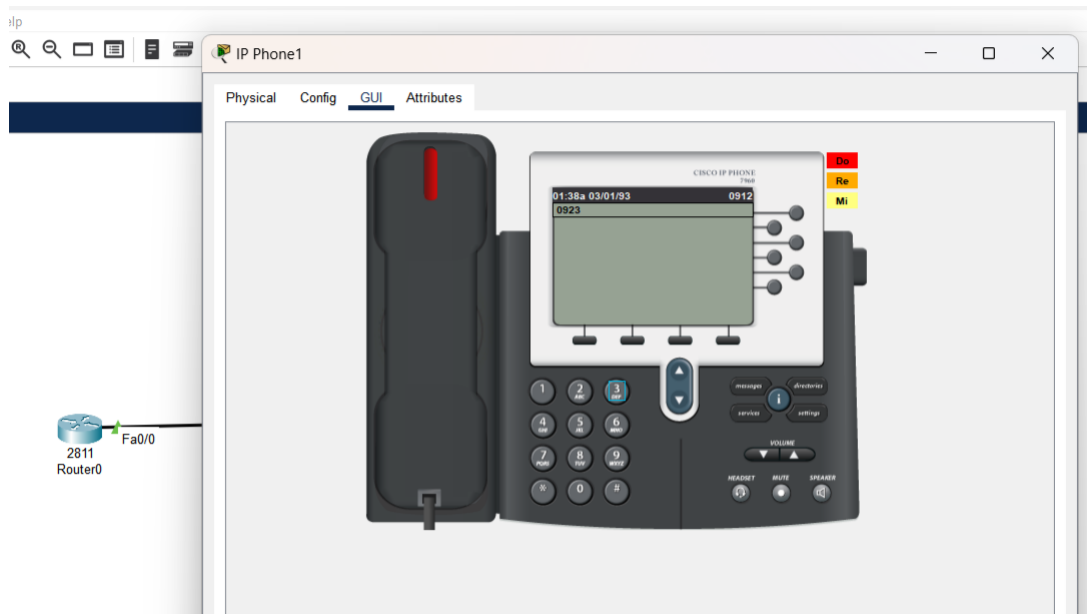 elp
IP Phone1
Physical Config GUI Attributes
CISCO IP PHONE
7960
Do
Re
Mi
01:38a 03/01/93 0912
0923
1 2 3
ABC DEF
4 5 6
GHI JKL MNO
7 8 9
PQRS TUV WXYZ
* 0 #
messages directories
services i settings
VOLUME
HEADSET MUTE SPEAKER
Fa0/0
2811
Router0